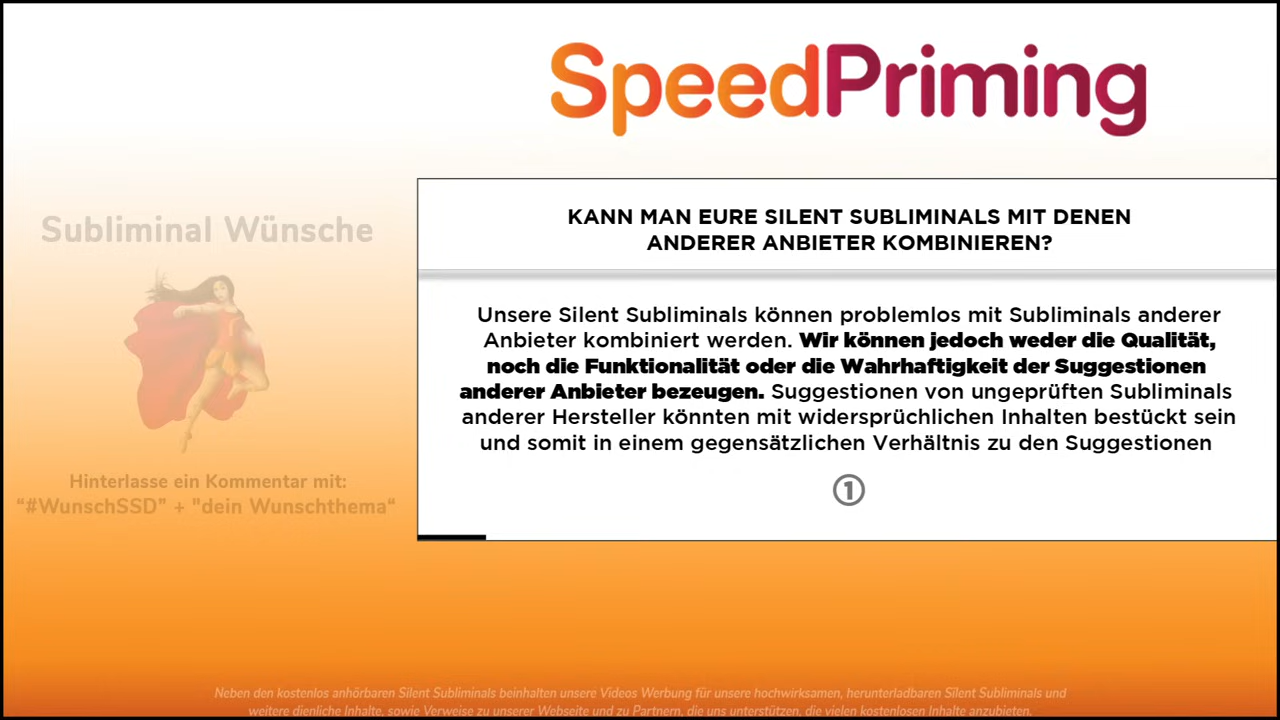 SpeedPriming
Subliminal Wünsche
KANN MAN EURE SILENT SUBLIMINALS MIT DENEN
ANDERER ANBIETER KOMBINIEREN?
Unsere Silent Subliminals können problemlos mit Subliminals anderer
Anbieter kombiniert werden. Wir können jedoch weder die Qualität,
noch die Funktionalität oder die Wahrhaftigkeit der Suggestionen
anderer Anbieter bezeugen. Suggestionen von ungeprüften Subliminals
anderer Hersteller könnten mit widersprüchlichen Inhalten bestückt sein
und somit in einem gegensätzlichen Verhältnis zu den Suggestionen
①
Hinterlasse ein Kommentar mit:
“#WunschSSD” + "dein Wunschthema“
Neben den kostenlos anhörbaren Silent Subliminals beinhalten unsere Videos Werbung für unsere hochwirksamen, herunterladbaren Silent Subliminals und
weitere dienliche Inhalte, sowie Verweise zu unserer Webseite und zu Partnern, die uns unterstützen, die vielen kostenlosen Inhalte anzubieten.